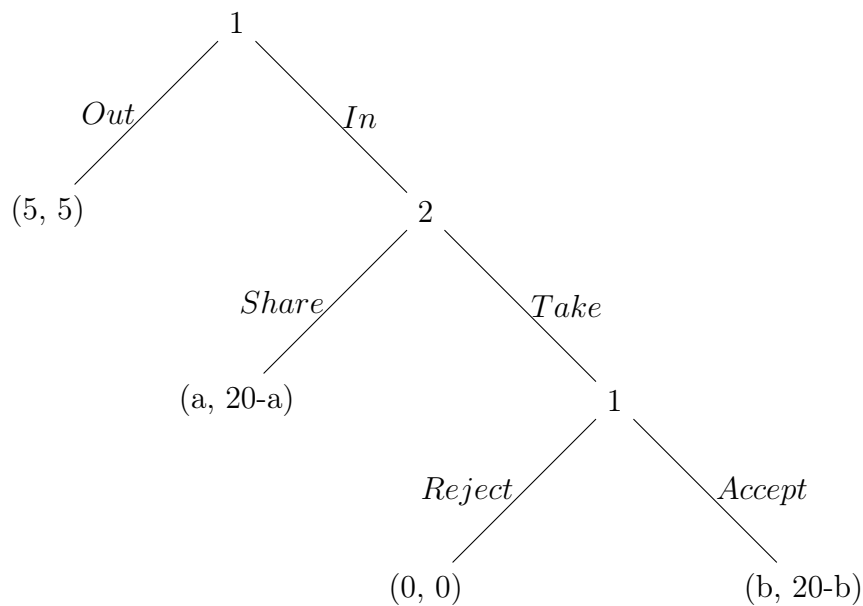 1
Out In
(5, 5) 2
Share Take
(a, 20-a) 1
Reject Accept
(0, 0) (b, 20-b)